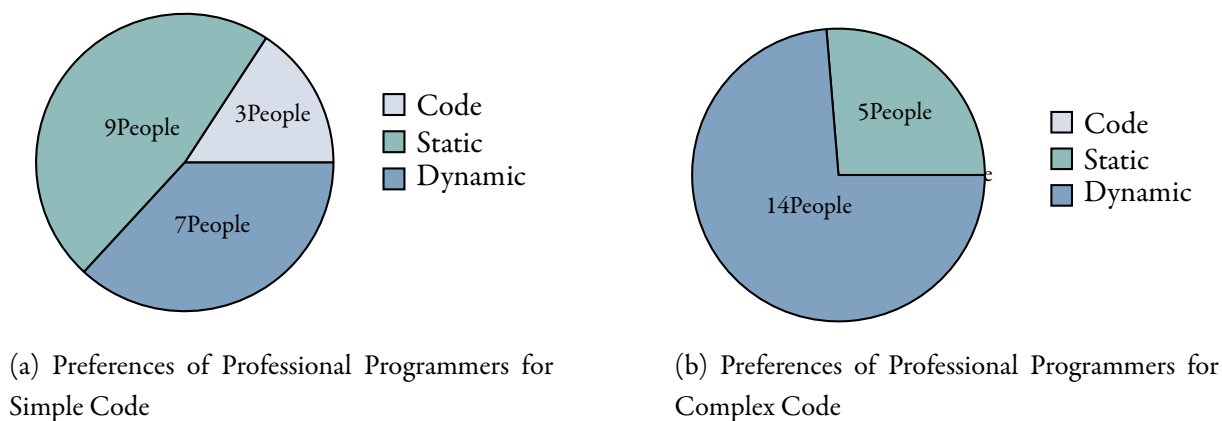 9People
3People
7People
Code
Static
Dynamic
5People
14People
e
Code
Static
Dynamic
(a) Preferences of Professional Programmers for
Simple Code
(b) Preferences of Professional Programmers for
Complex Code